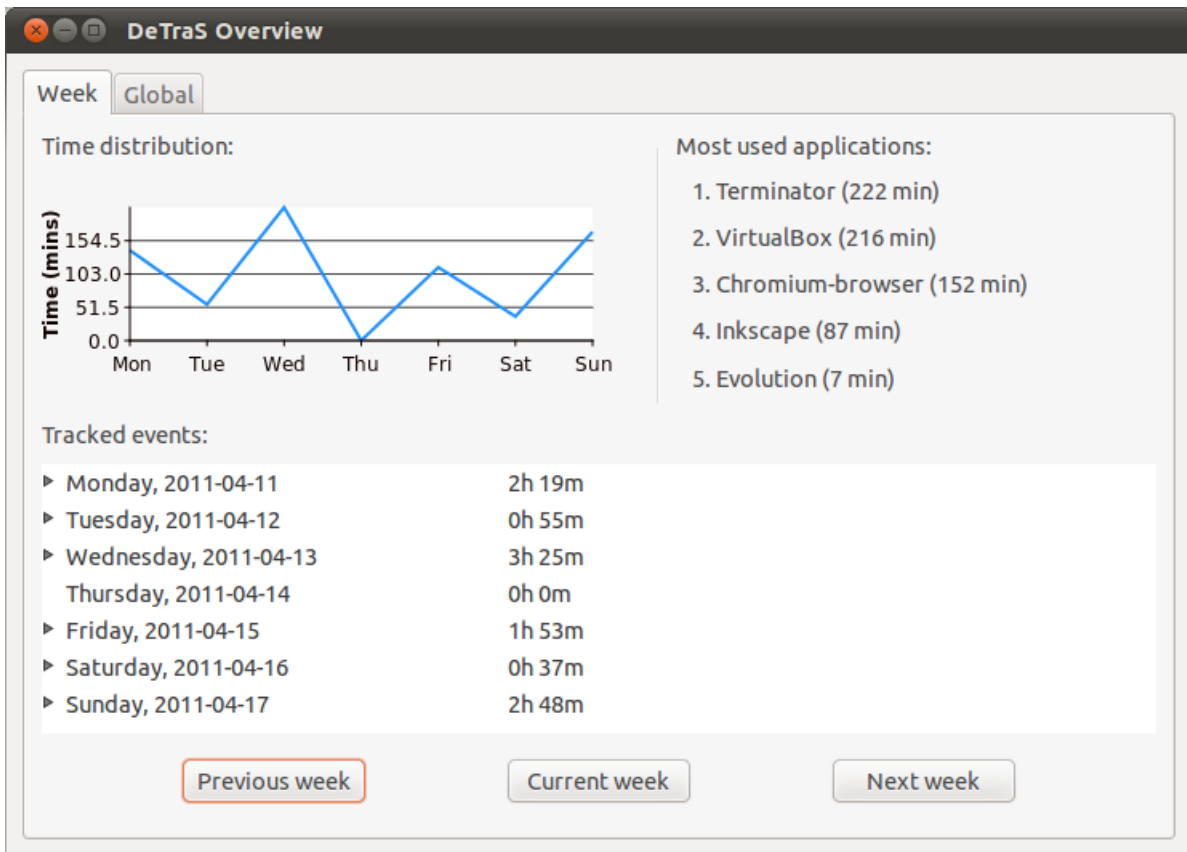 DeTraS Overview
Week Global
Time distribution:
Time (mins)
154.5
103.0
51.5
0.0
Mon Tue Wed Thu Fri Sat Sun
Most used applications:
1. Terminator (222 min)
2. VirtualBox (216 min)
3. Chromium-browser (152 min)
4. Inkscape (87 min)
5. Evolution (7 min)
Tracked events:
Monday, 2011-04-11 2h 19m
Tuesday, 2011-04-12 0h 55m
Wednesday, 2011-04-13 3h 25m
Thursday, 2011-04-14 0h 0m
Friday, 2011-04-15 1h 53m
Saturday, 2011-04-16 0h 37m
Sunday, 2011-04-17 2h 48m
Previous week Current week Next week